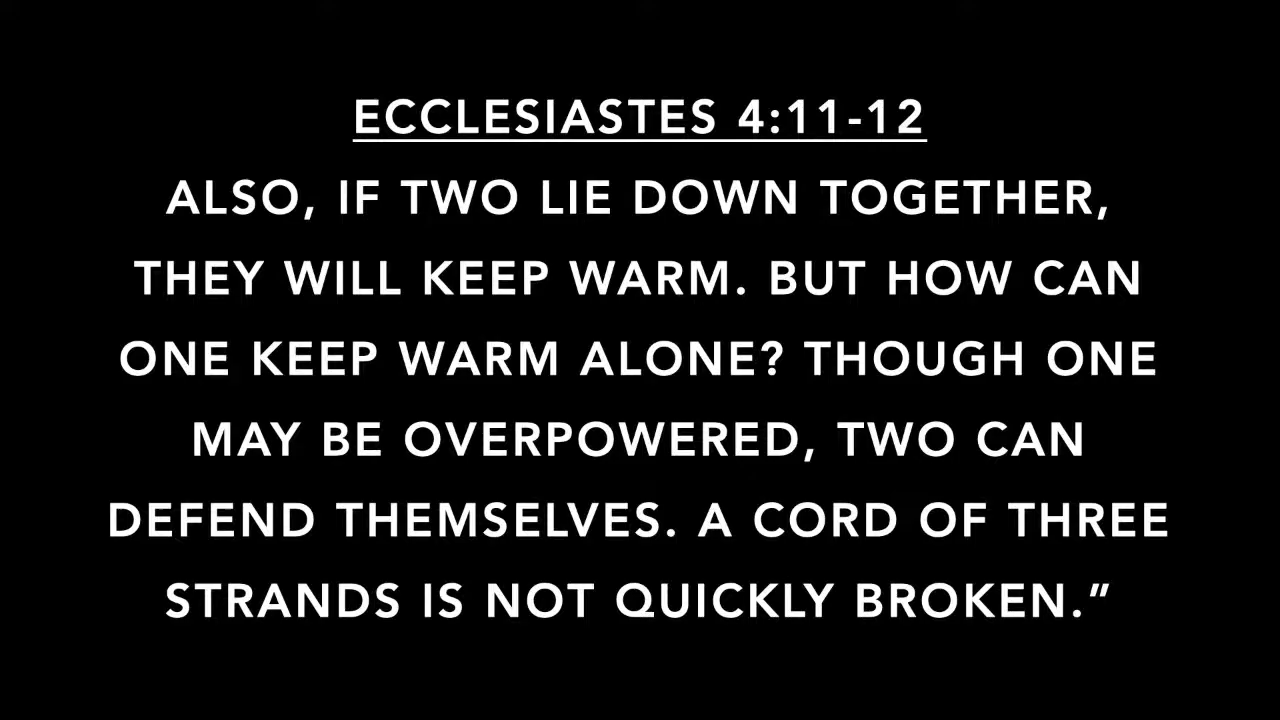 ECCLESIASTES 4:11-12
ALSO, IF TWO LIE DOWN TOGETHER,
THEY WILL KEEP WARM. BUT HOW CAN
ONE KEEP WARM ALONE? THOUGH ONE
MAY BE OVERPOWERED, TWO CAN
DEFEND THEMSELVES. A CORD OF THREE
STRANDS IS NOT QUICKLY BROKEN.”